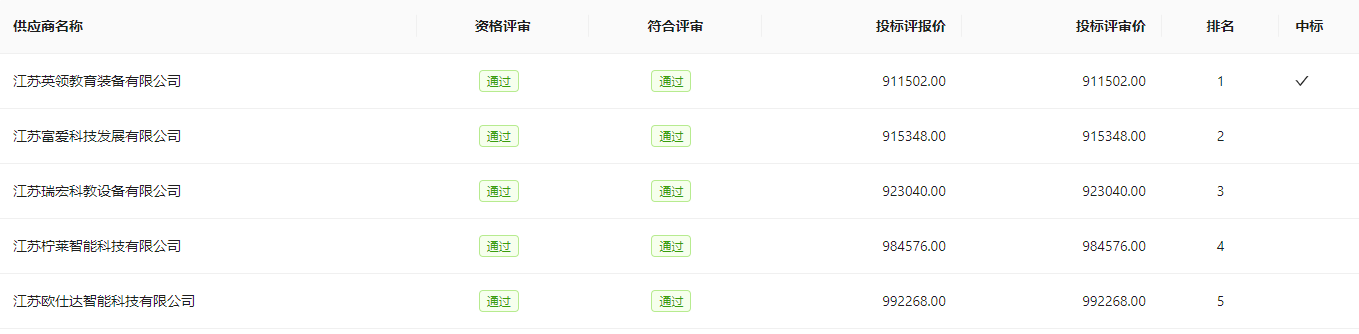 供应商名称 资格评审 符合评审 投标评报价 投标评审价 排名 中标
江苏英领教育装备有限公司 通过 通过 911502.00 911502.00 1
江苏富爱科技发展有限公司 通过 通过 915348.00 915348.00 2
江苏瑞宏科教设备有限公司 通过 通过 923040.00 923040.00 3
江苏柠莱智能科技有限公司 通过 通过 984576.00 984576.00 4
江苏欧仕达智能科技有限公司 通过 通过 992268.00 992268.00 5